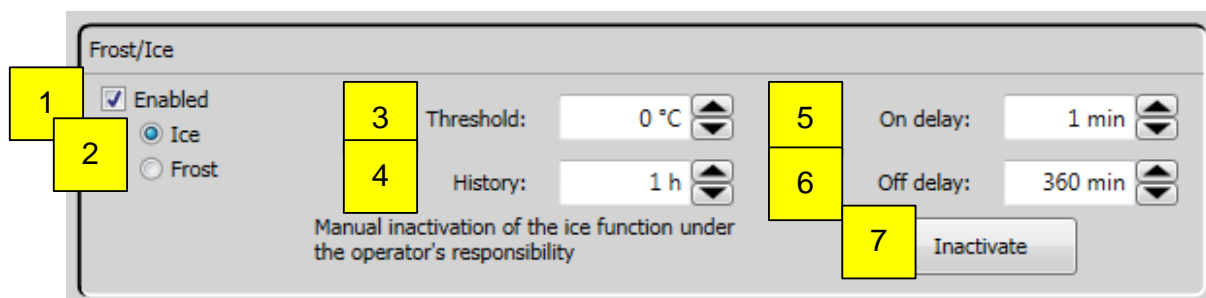 Frost/Ice
1 Enabled 3 Threshold: 0 °C 5 On delay: 1 min
2 Ice
Frost 4 History: 1 h 6 Off delay: 360 min
Manual inactivation of the ice function under
the operator's responsibility
7 Inactivate